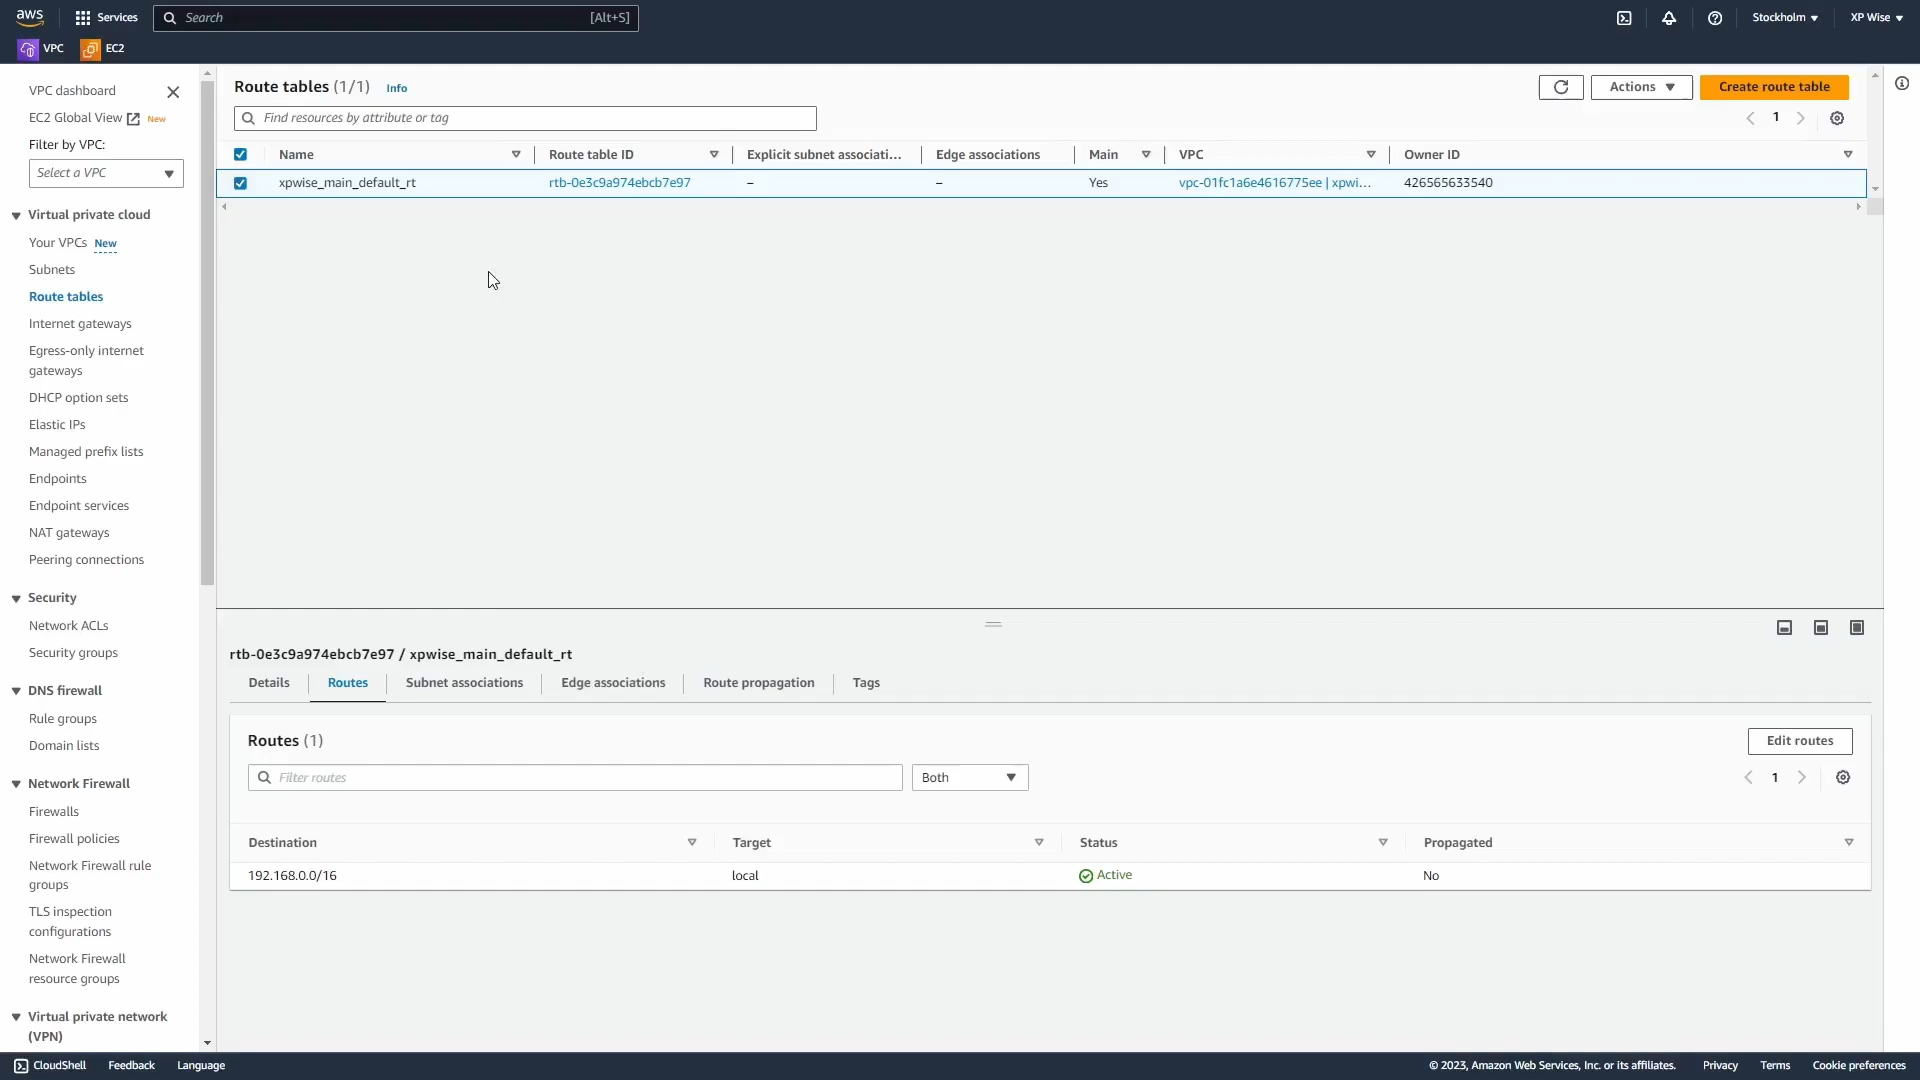 aws Services Search [Alt+S] Stockholm XP Wise
VPC EC2
VPC dashboard
EC2 Global View New
Filter by VPC:
Select a VPC
Virtual private cloud
Your VPCs New
Subnets
Route tables
Internet gateways
Egress-only internet
gateways
DHCP option sets
Elastic IPs
Managed prefix lists
Endpoints
Endpoint services
NAT gateways
Peering connections
Security
Network ACLs
Security groups
DNS firewall
Rule groups
Domain lists
Network Firewall
Firewalls
Firewall policies
Network Firewall rule
groups
TLS inspection
configurations
Network Firewall
resource groups
Virtual private network
(VPN)
Route tables (1/1) Info Actions Create route table
Find resources by attribute or tag 1
Name Route table ID Explicit subnet associati... Edge associations Main VPC Owner ID
xpwise_main_default_rt rtb-0e3c9a974ebcb7e97 – – Yes vpc-01fc1a6e4616775ee | xpwi... 426565633540
rtb-0e3c9a974ebcb7e97 / xpwise_main_default_rt
Details Routes Subnet associations Edge associations Route propagation Tags
Routes (1) Edit routes
Filter routes Both 1
Destination Target Status Propagated
192.168.0.0/16 local Active No
CloudShell Feedback Language © 2023, Amazon Web Services, Inc. or its affiliates. Privacy Terms Cookie preferences